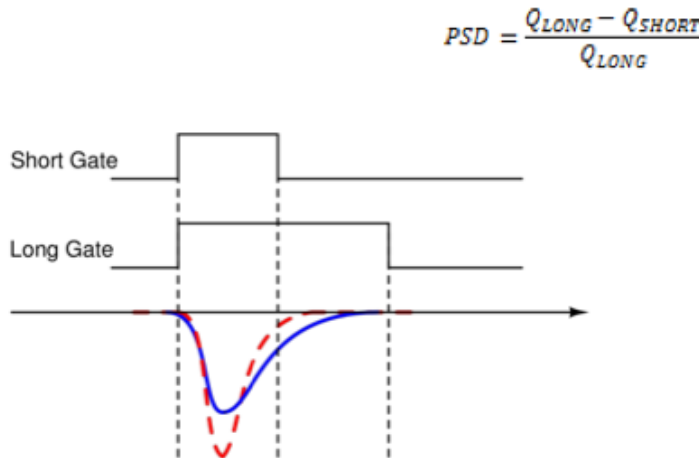 PSD = (Q_LONG − Q_SHORT) / Q_LONG
Short Gate
Long Gate